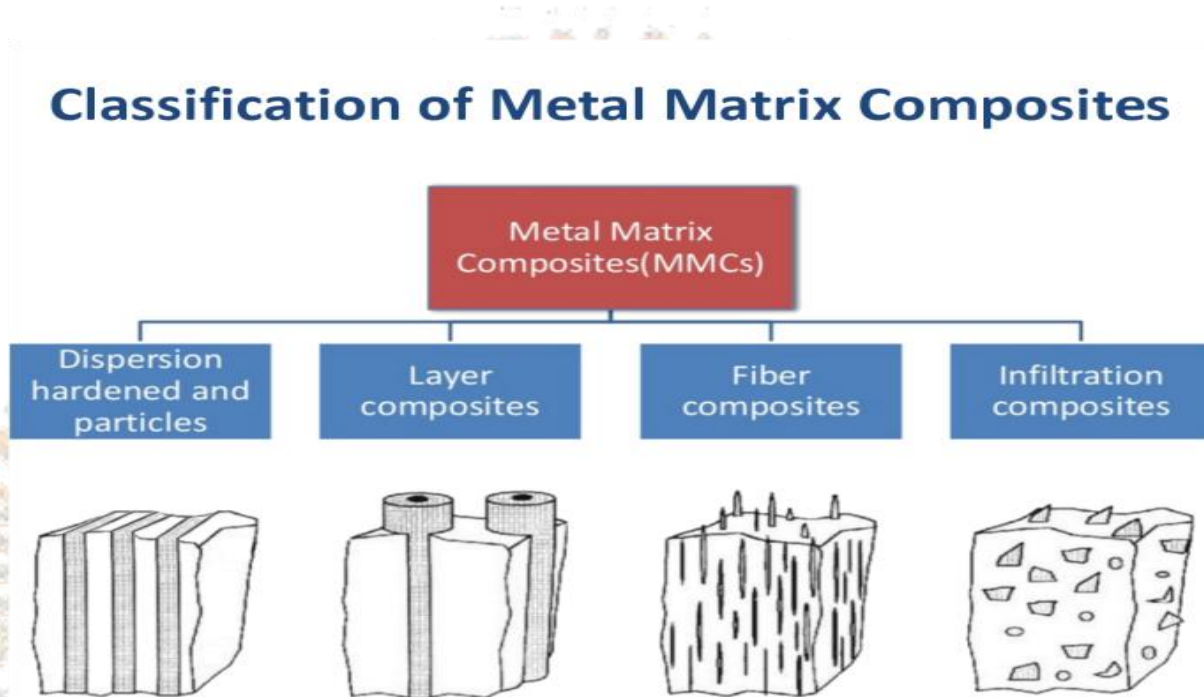 Classification of Metal Matrix Composites
Metal Matrix
Composites(MMCs)
Dispersion
hardened and
particles
Layer
composites
Fiber
composites
Infiltration
composites